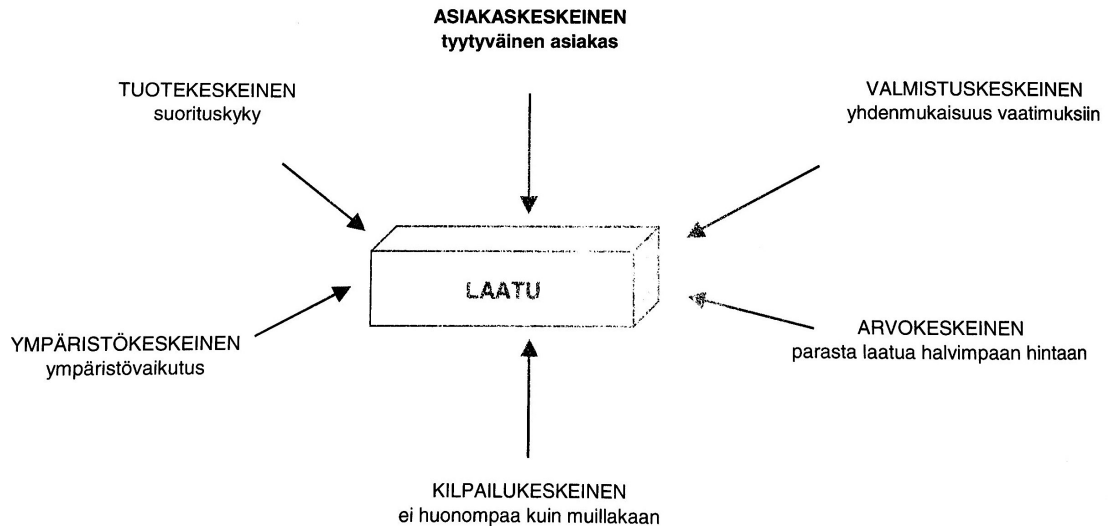 ASIAKASKESKEINEN
tyytyväinen asiakas
TUOTEKESKEINEN
suorituskyky
VALMISTUSKESKEINEN
yhdenmukaisuus vaatimuksiin
LAATU
YMPÄRISTÖKESKEINEN
ympäristövaikutus
ARVOKESKEINEN
parasta laatua halvimpaan hintaan
KILPAILUKESKEINEN
ei huonompaa kuin muillakaan